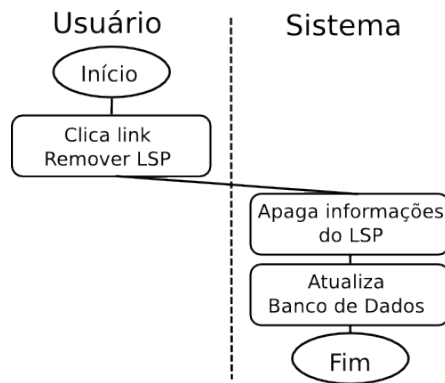 Usuário
Sistema
Início
Clica link
Remover LSP
Apaga informações
do LSP
Atualiza
Banco de Dados
Fim